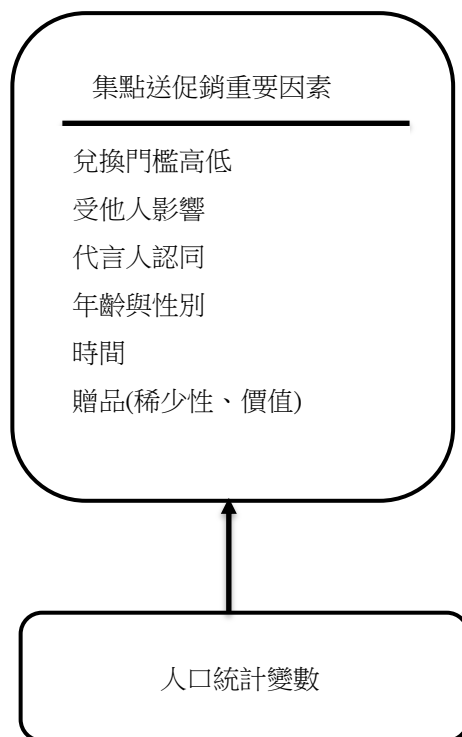 集點送促銷重要因素
兌換門檻高低
受他人影響
代言人認同
年齡與性別
時間
贈品(稀少性、價值)
人口統計變數